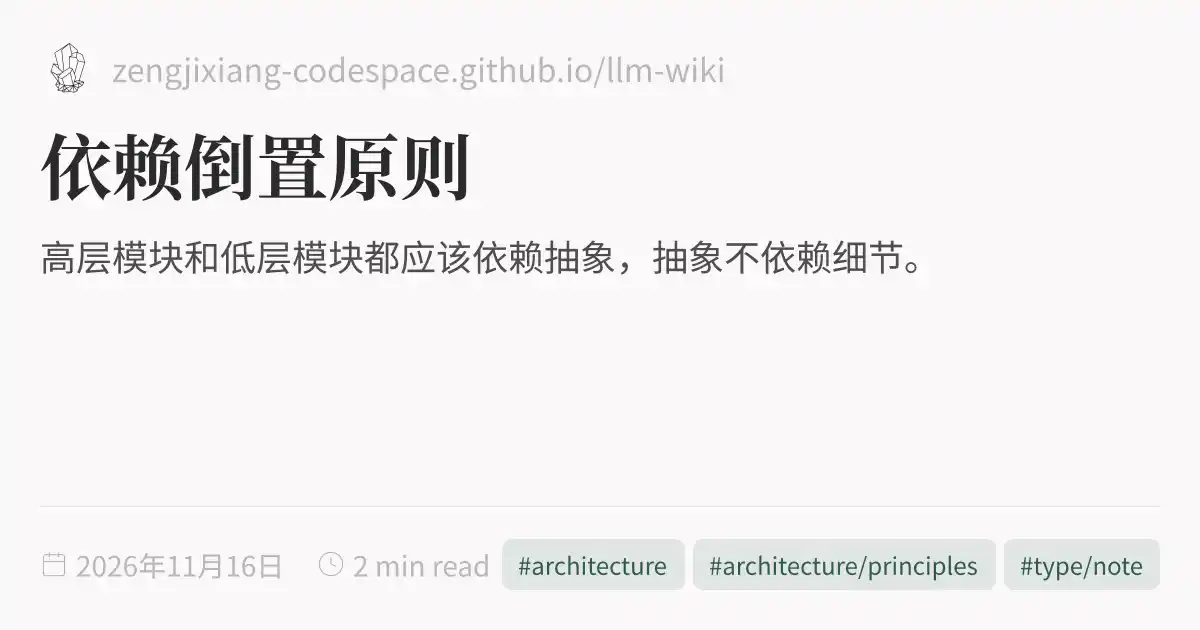 zengjixiang-codespace.github.io/llm-wiki
依赖倒置原则
高层模块和低层模块都应该依赖抽象，抽象不依赖细节。
2026年11月16日 2 min read #architecture #architecture/principles #type/note